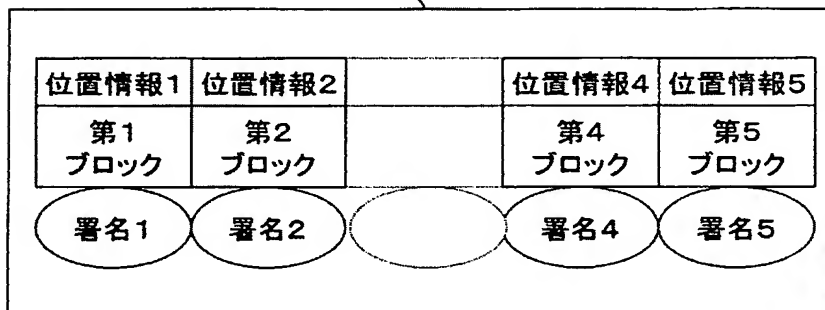 位置情報1 位置情報2 位置情報4 位置情報5
第1 第2 第4 第5
ブロック ブロック ブロック ブロック
署名1 署名2 署名4 署名5